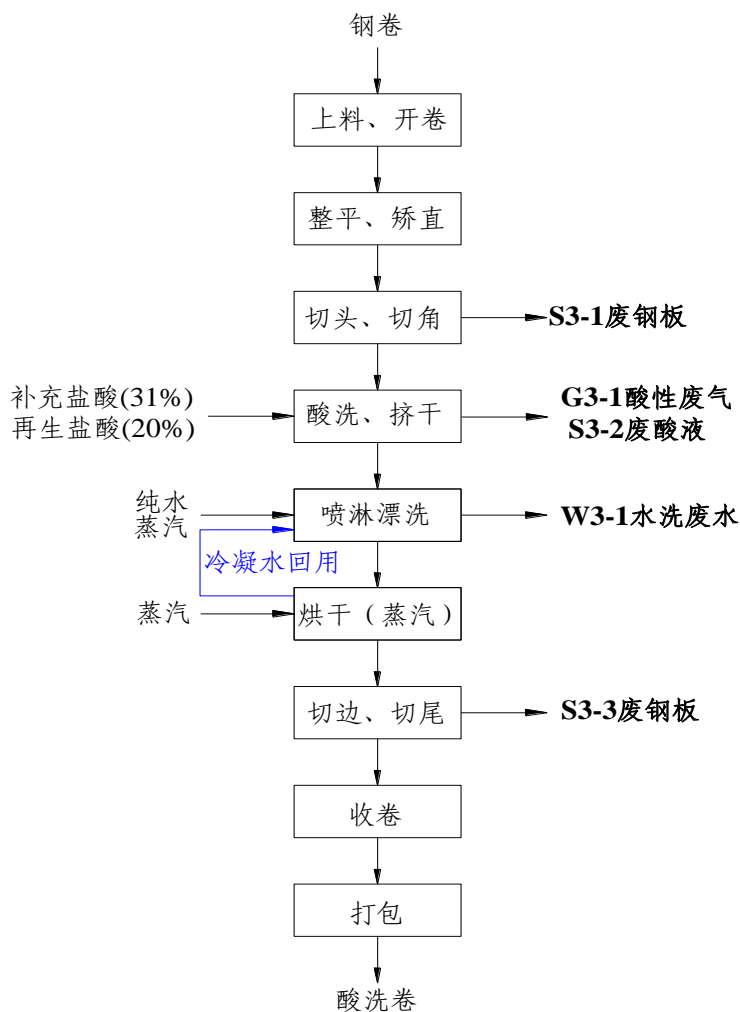 钢卷
上料、开卷
整平、矫直
切头、切角
S3-1废钢板
补充盐酸(31%)
再生盐酸(20%)
酸洗、挤干
G3-1酸性废气
S3-2废酸液
纯水
蒸汽
喷淋漂洗
W3-1水洗废水
冷凝水回用
蒸汽
烘干（蒸汽）
切边、切尾
S3-3废钢板
收卷
打包
酸洗卷